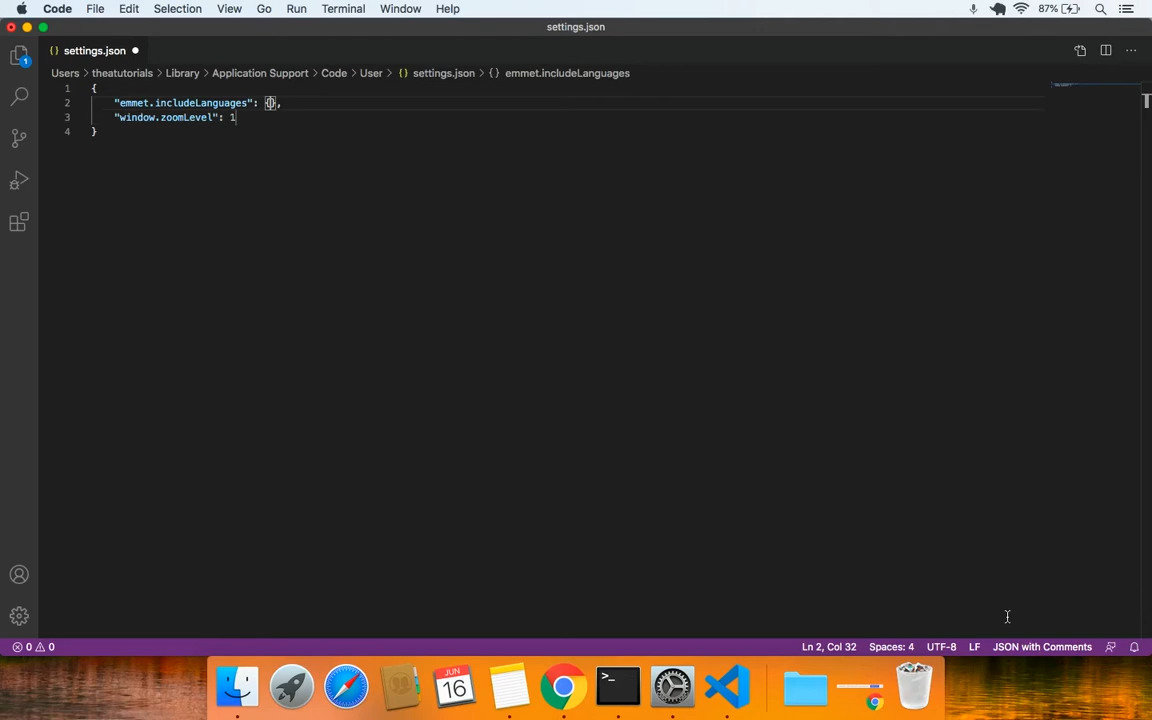 Code File Edit Selection View Go Run Terminal Window Help 87%
settings.json
{} settings.json
1
Users > theatutorials > Library > Application Support > Code > User > {} settings.json > {} emmet.includeLanguages
1 {
2 "emmet.includeLanguages": {},
3 "window.zoomLevel": 1
4 }
0 0 Ln 2, Col 32 Spaces: 4 UTF-8 LF JSON with Comments
JUN
16
>_